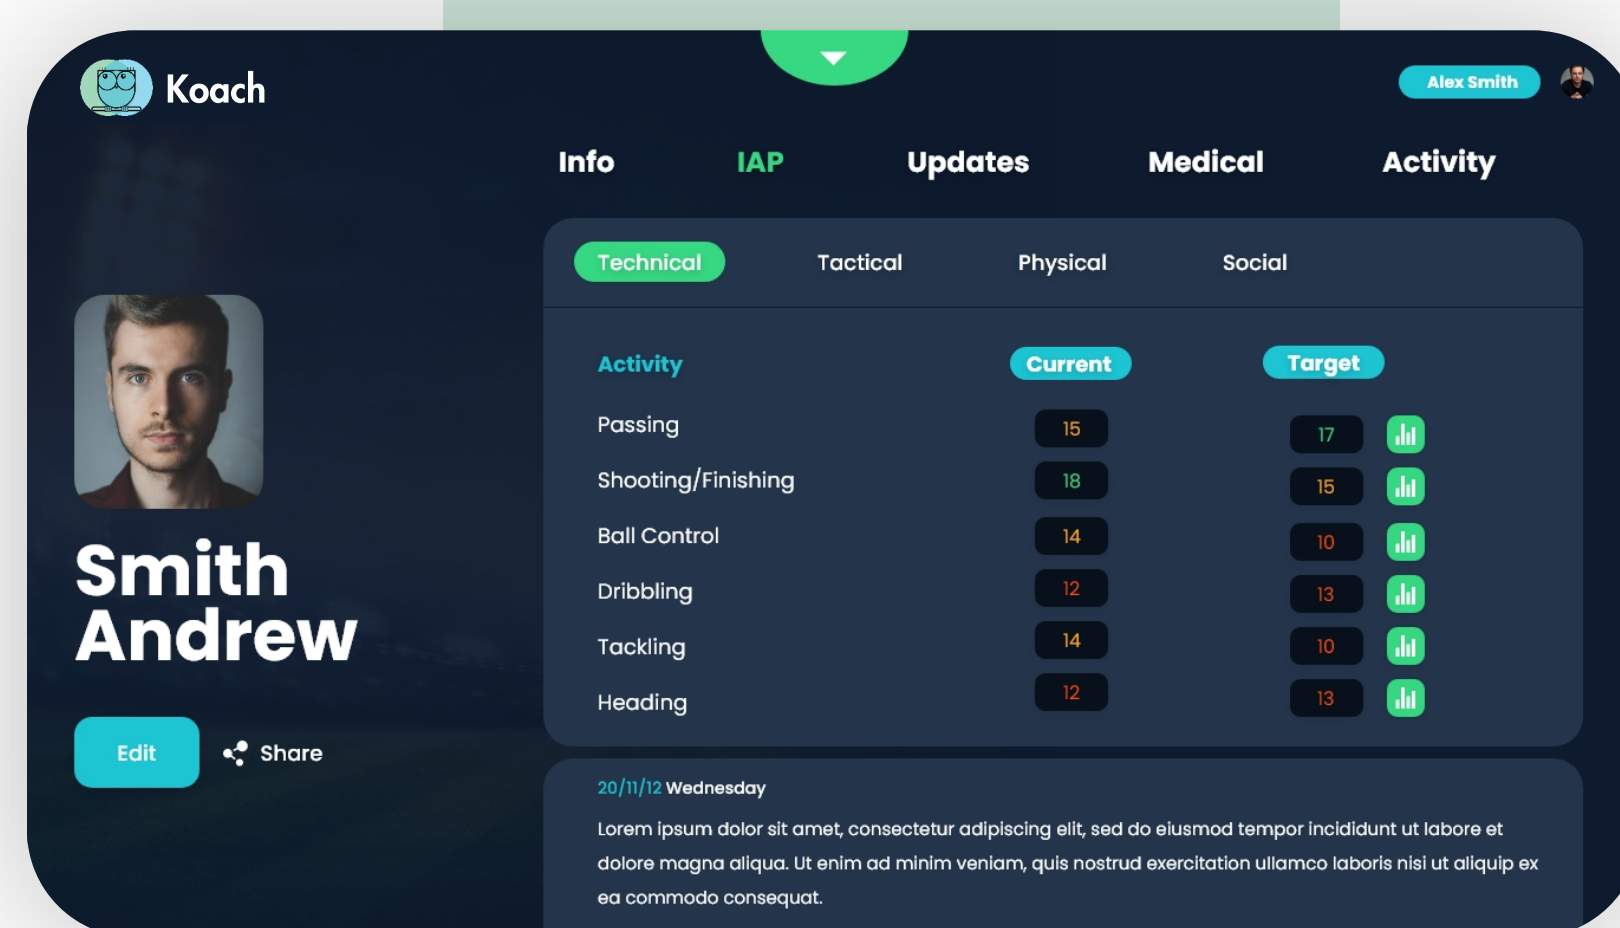 Koach
Alex Smith
Info IAP Updates Medical Activity
Technical Tactical Physical Social
Smith
Andrew
Edit Share
Activity Current Target
Passing 15 17
Shooting/Finishing 18 15
Ball Control 14 10
Dribbling 12 13
Tackling 14 10
Heading 12 13
20/11/12 Wednesday
Lorem ipsum dolor sit amet, consectetur adipiscing elit, sed do eiusmod tempor incididunt ut labore et
dolore magna aliqua. Ut enim ad minim veniam, quis nostrud exercitation ullamco laboris nisi ut aliquip ex
ea commodo consequat.